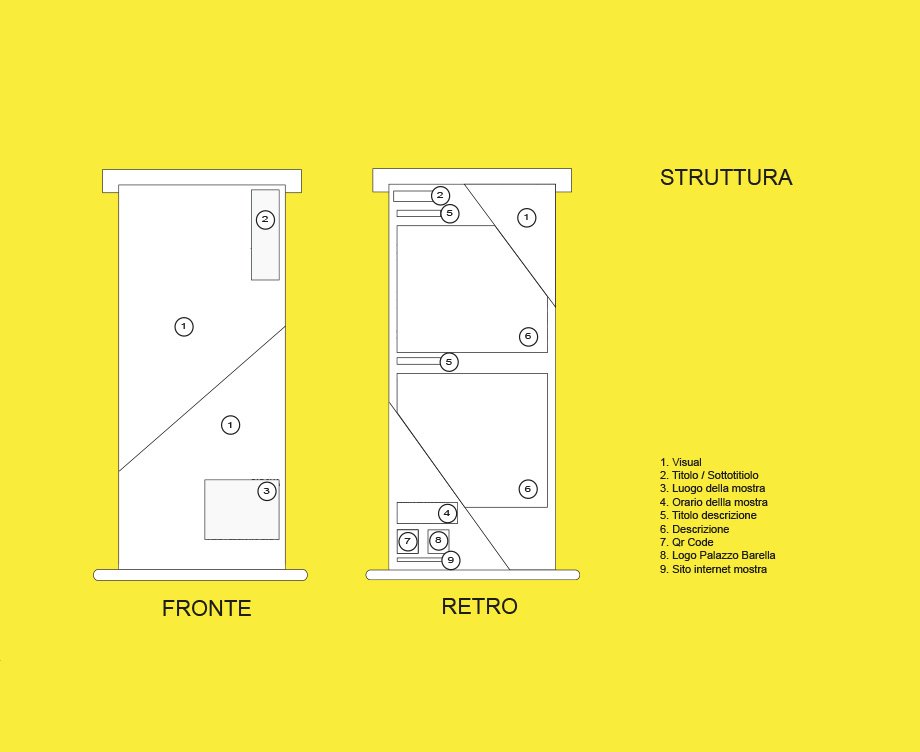 STRUTTURA
2
1
1
3
FRONTE
2
5
1
6
5
6
4
7
8
9
RETRO
1. Visual
2. Titolo / Sottotitiolo
3. Luogo della mostra
4. Orario dellla mostra
5. Titolo descrizione
6. Descrizione
7. Qr Code
8. Logo Palazzo Barella
9. Sito internet mostra